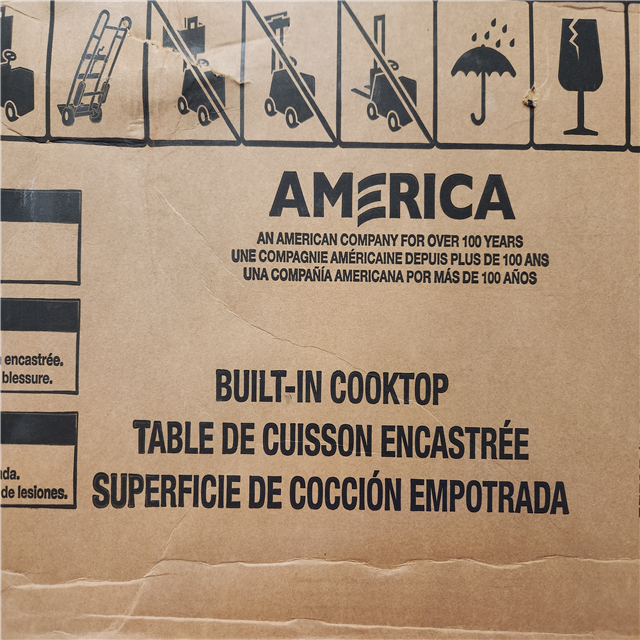 AMERICA
AN AMERICAN COMPANY FOR OVER 100 YEARS
UNE COMPAGNIE AMÉRICAINE DEPUIS PLUS DE 100 ANS
UNA COMPAÑÍA AMERICANA POR MÁS DE 100 AÑOS
encastrée.
blessure.
BUILT-IN COOKTOP
TABLE DE CUISSON ENCASTRÉE
SUPERFICIE DE COCCIÓN EMPOTRADA
de lesiones.